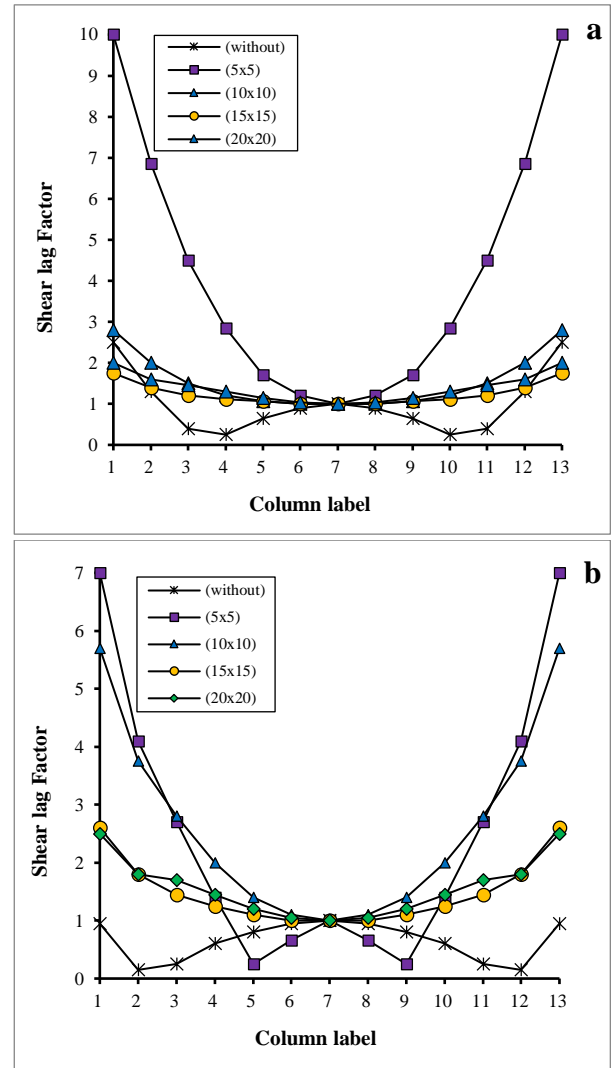 a
10
9
8
7
6
5
4
3
2
1
0
Shear lag Factor
(without)
(5x5)
(10x10)
(15x15)
(20x20)
1 2 3 4 5 6 7 8 9 10 11 12 13
Column label
b
7
6
5
4
3
2
1
0
Shear lag Factor
(without)
(5x5)
(10x10)
(15x15)
(20x20)
1 2 3 4 5 6 7 8 9 10 11 12 13
Column label